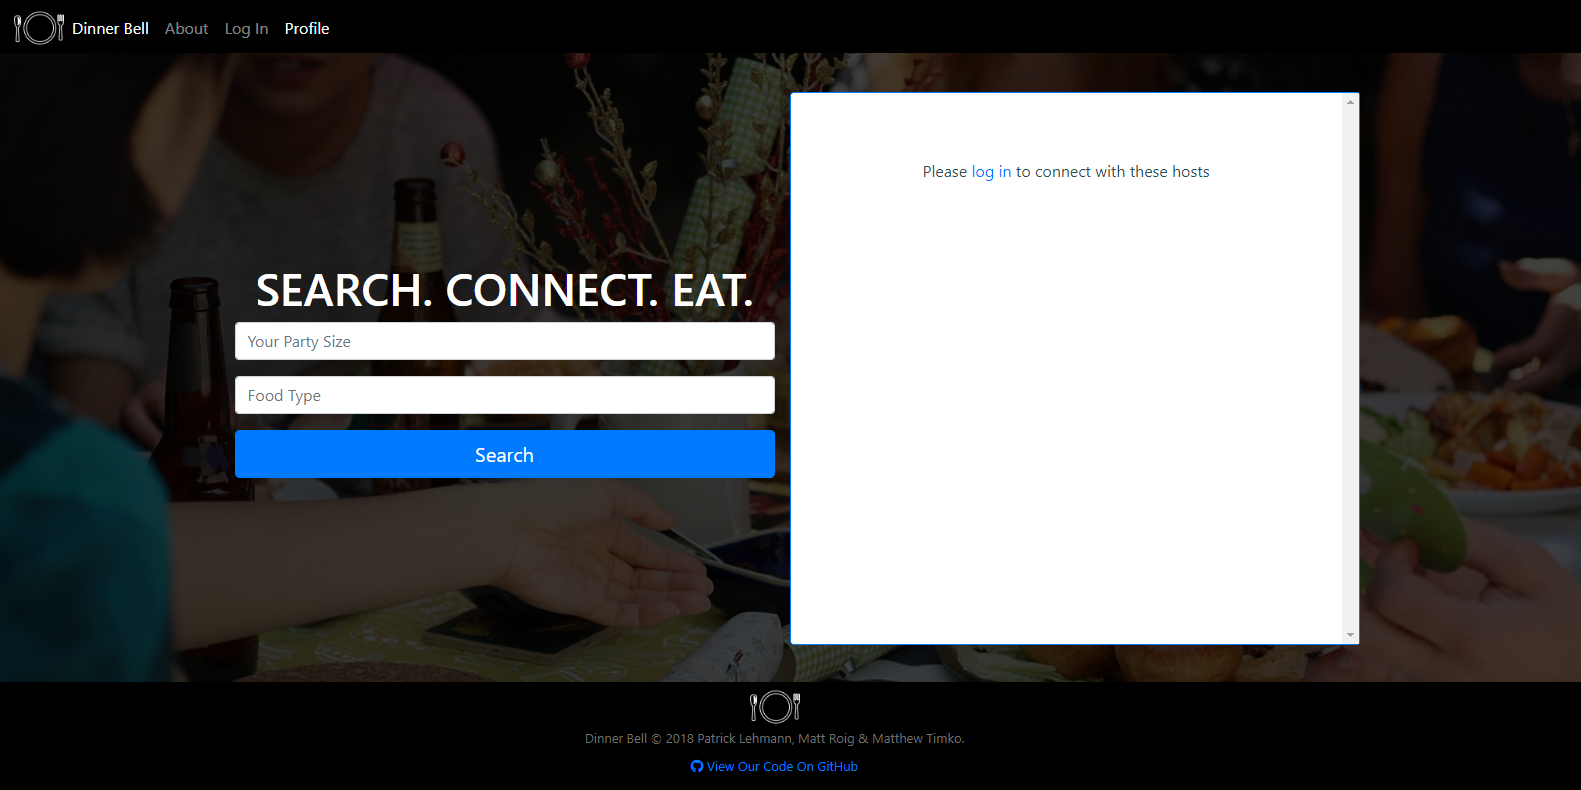 Dinner Bell About Log In Profile
SEARCH. CONNECT. EAT.
Your Party Size
Food Type
Search
Please log in to connect with these hosts
Dinner Bell © 2018 Patrick Lehmann, Matt Roig & Matthew Timko.
View Our Code On GitHub